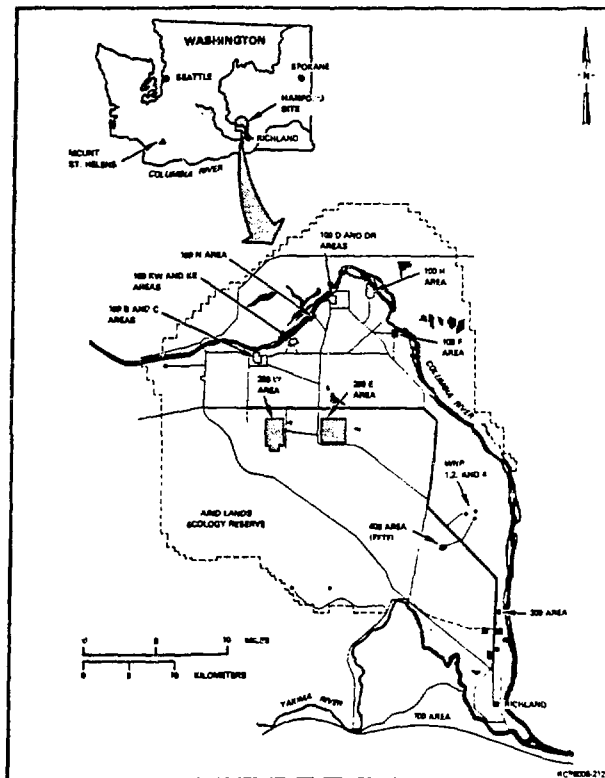 WASHINGTON
SPOKANE
SEATTLE
SITE
RICHLAND
MOUNT
ST. HELENS
COLUMBIA RIVER
N
100 D AND DR
AREAS
100 N AREA
100 KW AND KE
AREAS
100 B AND C
AREAS
100 H
AREA
100 F
AREA
COLUMBIA RIVER
200 W
AREA
200 E
AREA
WNP
1,2, AND 4
400 AREA
(FFTF)
ARID LANDS
ECOLOGY RESERVE
300 AREA
MILES
KILOMETERS
RICHLAND
YAKIMA RIVER
AREA